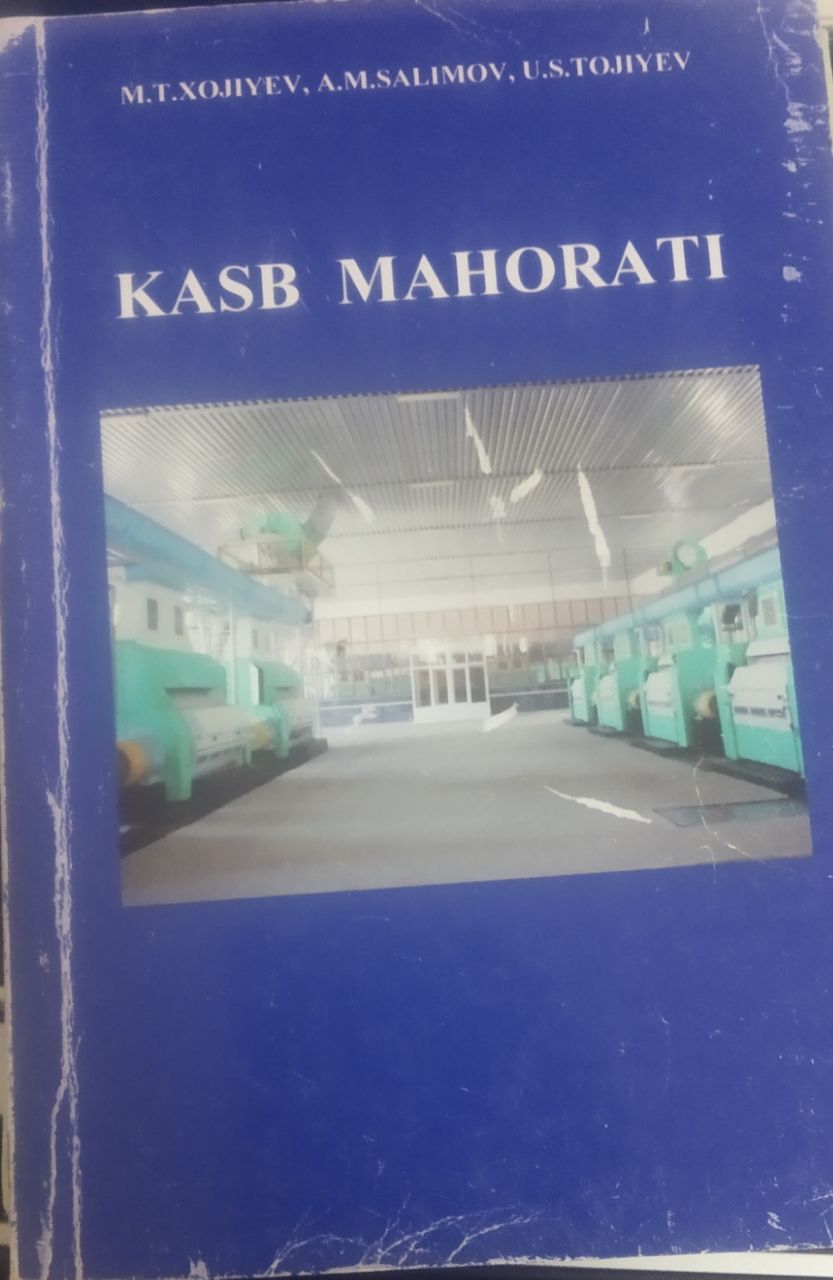 M.T.XOJIYEV, A.M.SALIMOV, U.S.TOJIYEV
KASB MAHORATI